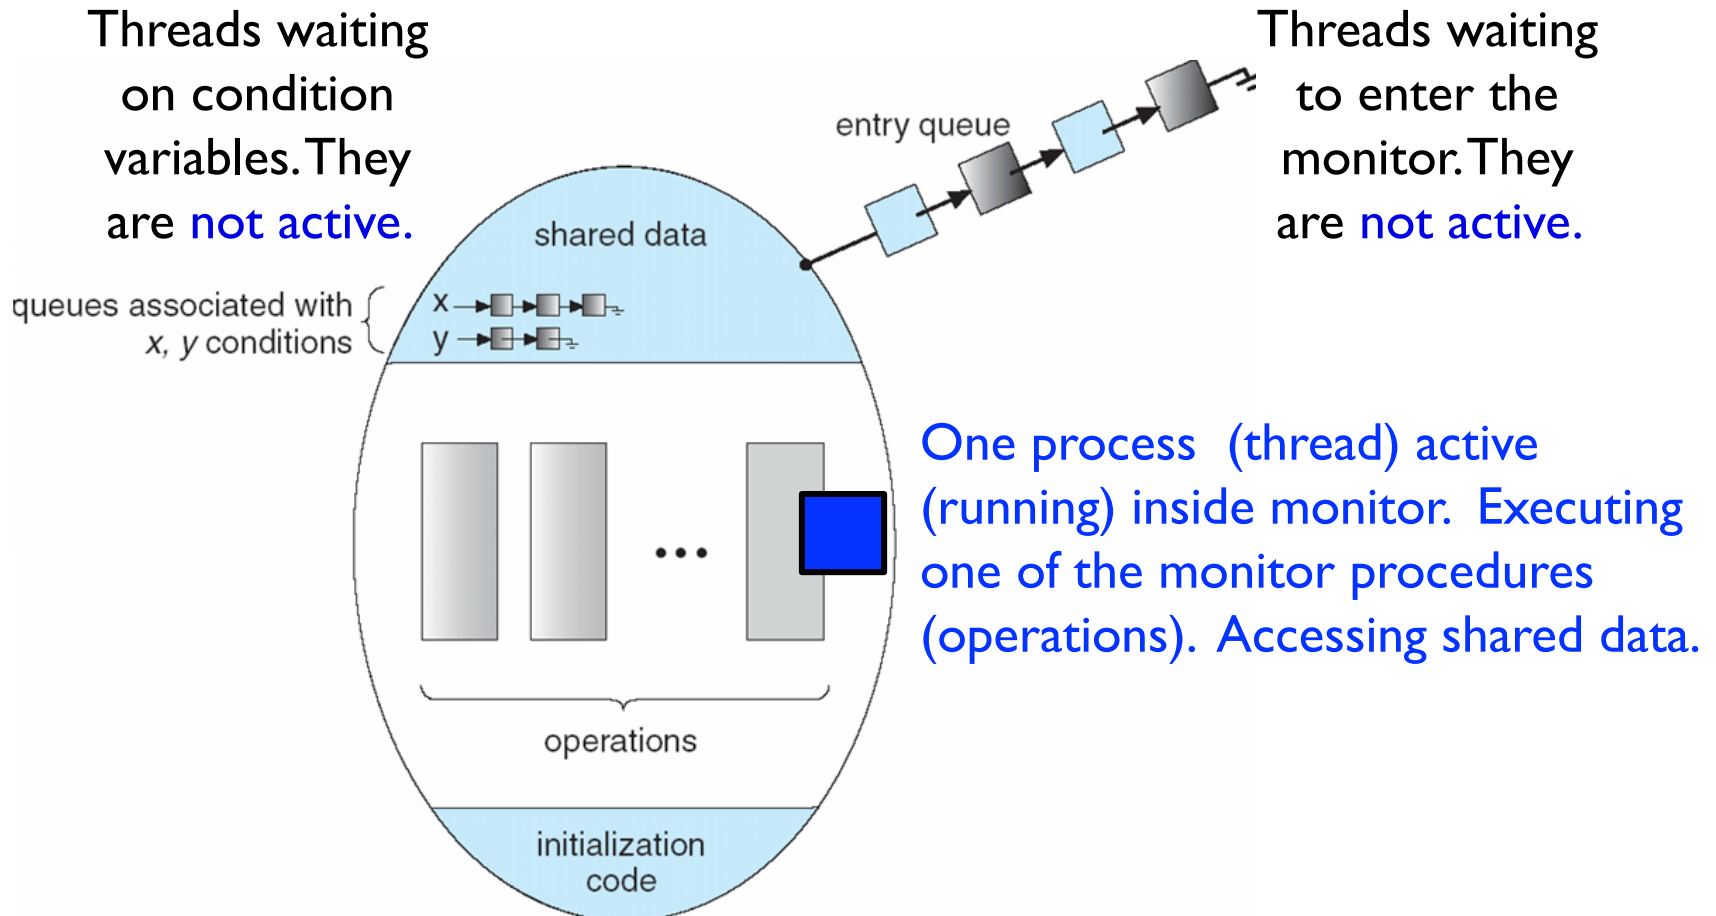 Threads waiting
on condition
variables. They
are not active.
Threads waiting
to enter the
monitor. They
are not active.
entry queue
shared data
queues associated with
x, y conditions
x
y
One process (thread) active
(running) inside monitor. Executing
one of the monitor procedures
(operations). Accessing shared data.
...
operations
initialization
code